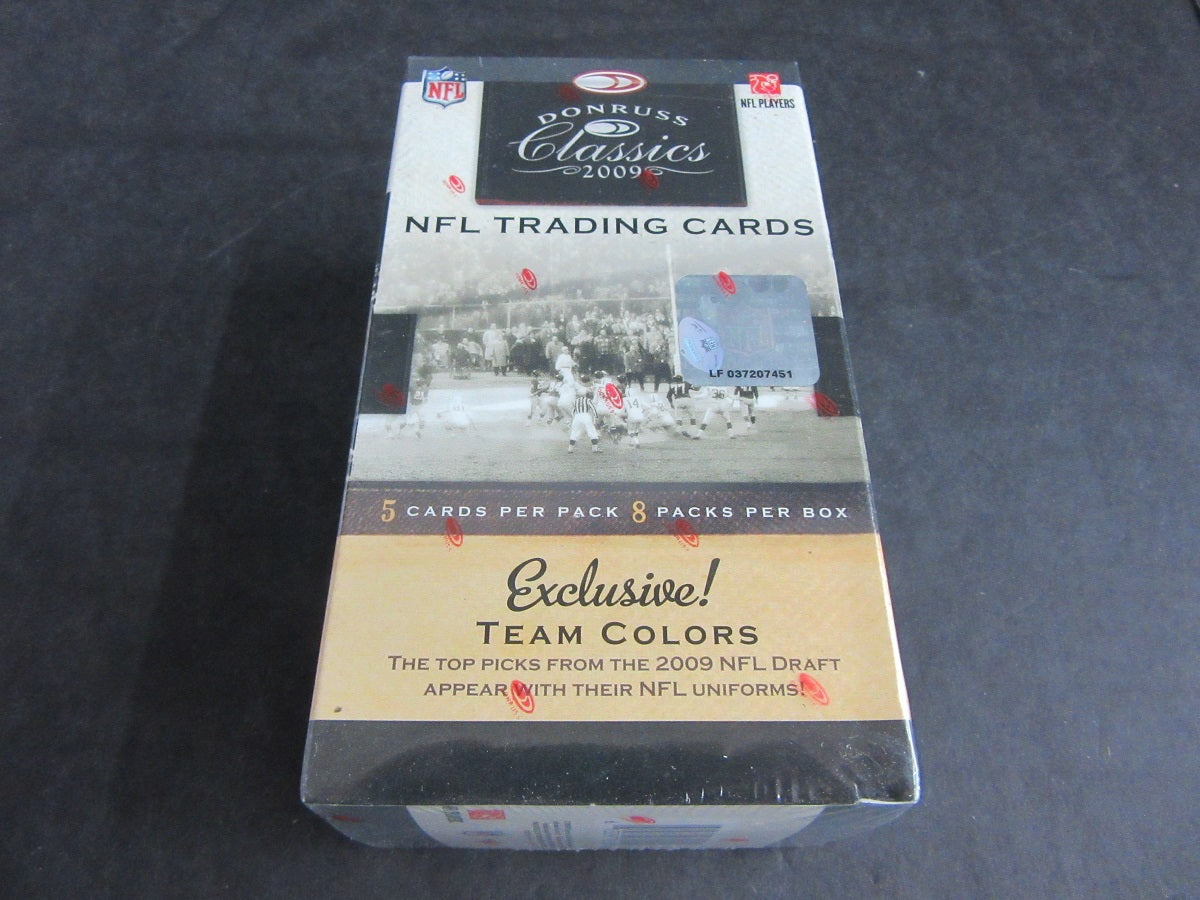 NFL
NFL PLAYERS
DONRUSS
Classics
2009
NFL TRADING CARDS
LF 037207451
5 CARDS PER PACK 8 PACKS PER BOX
Exclusive!
TEAM COLORS
THE TOP PICKS FROM THE 2009 NFL DRAFT
APPEAR WITH THEIR NFL UNIFORMS!